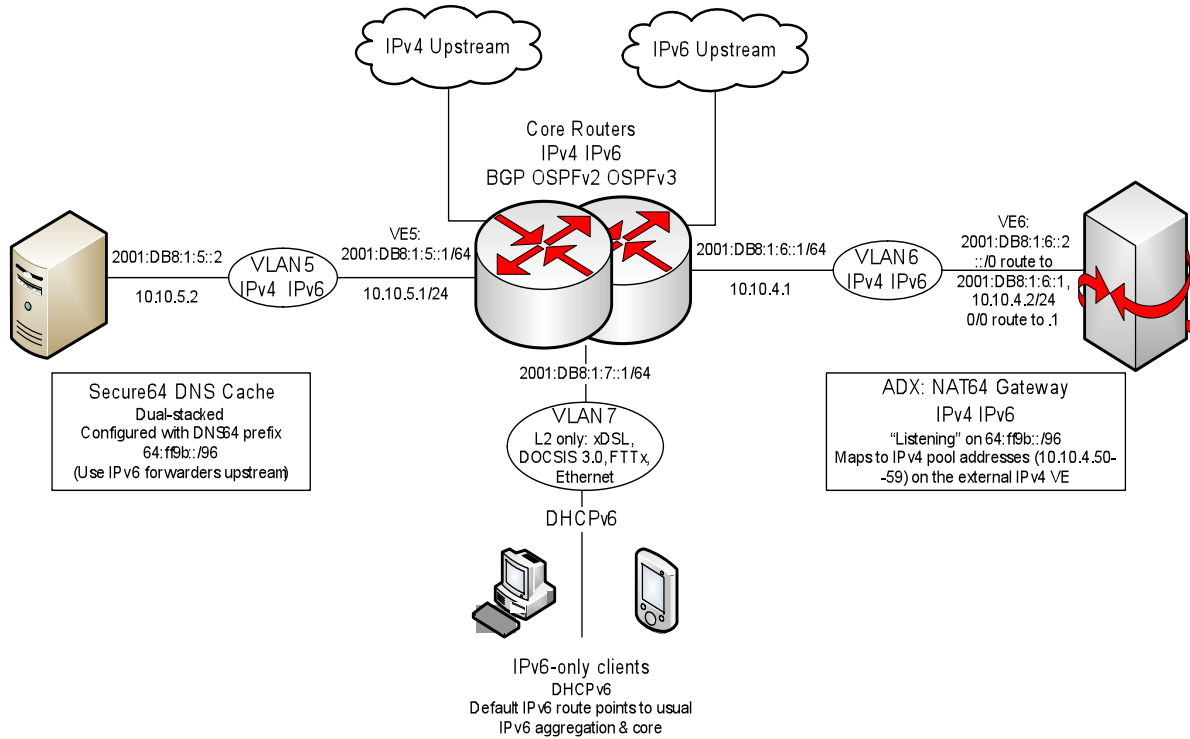 IPv4 Upstream
IPv6 Upstream
Core Routers
IPv4 IPv6
BGP OSPFv2 OSPFv3
2001:DB8:1:5::2
10.10.5.2
VLAN5
IPv4 IPv6
VE5:
2001:DB8:1:5::1/64
10.10.5.1/24
2001:DB8:1:6::1/64
10.10.4.1
VLAN6
IPv4 IPv6
VE6:
2001:DB8:1:6::2
::/0 route to
2001:DB8:1:6::1,
10.10.4.2/24
0/0 route to .1
Secure64 DNS Cache
Dual-stacked
Configured with DNS64 prefix
64:ff9b::/96
(Use IPv6 forwarders upstream)
2001:DB8:1:7::1/64
VLAN7
L2 only: xDSL,
DOCSIS 3.0, FTTx,
Ethernet
DHCPv6
ADX: NAT64 Gateway
IPv4 IPv6
“Listening” on 64:ff9b::/96
Maps to IPv4 pool addresses (10.10.4.50-
-59) on the external IPv4 VE
IPv6-only clients
DHCPv6
Default IPv6 route points to usual
IPv6 aggregation & core